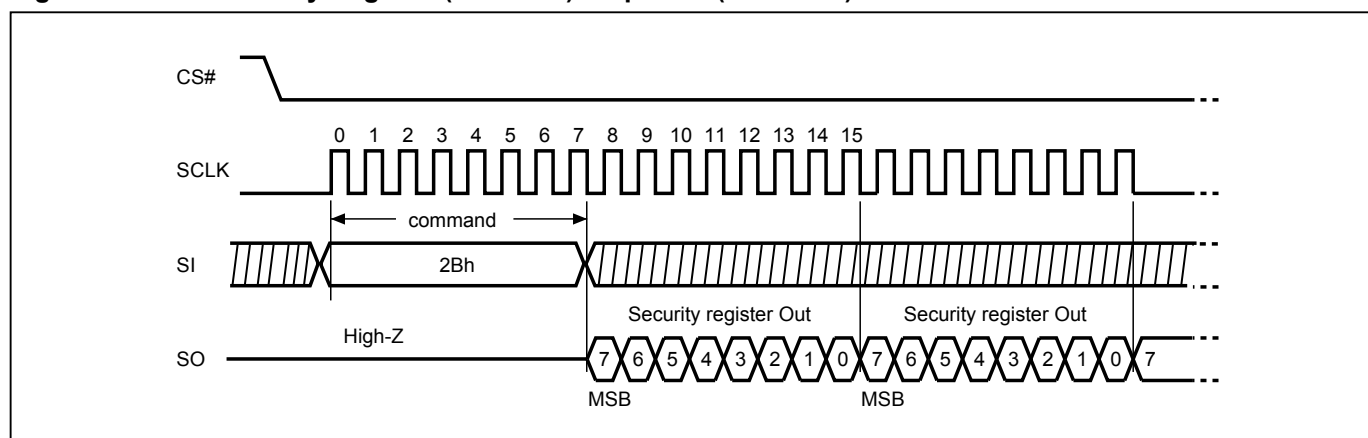 CS#
0 1 2 3 4 5 6 7 8 9 10 11 12 13 14 15
SCLK
command
SI
2Bh
Security register Out Security register Out
High-Z
SO
7 6 5 4 3 2 1 0 7 6 5 4 3 2 1 0 7
MSB MSB